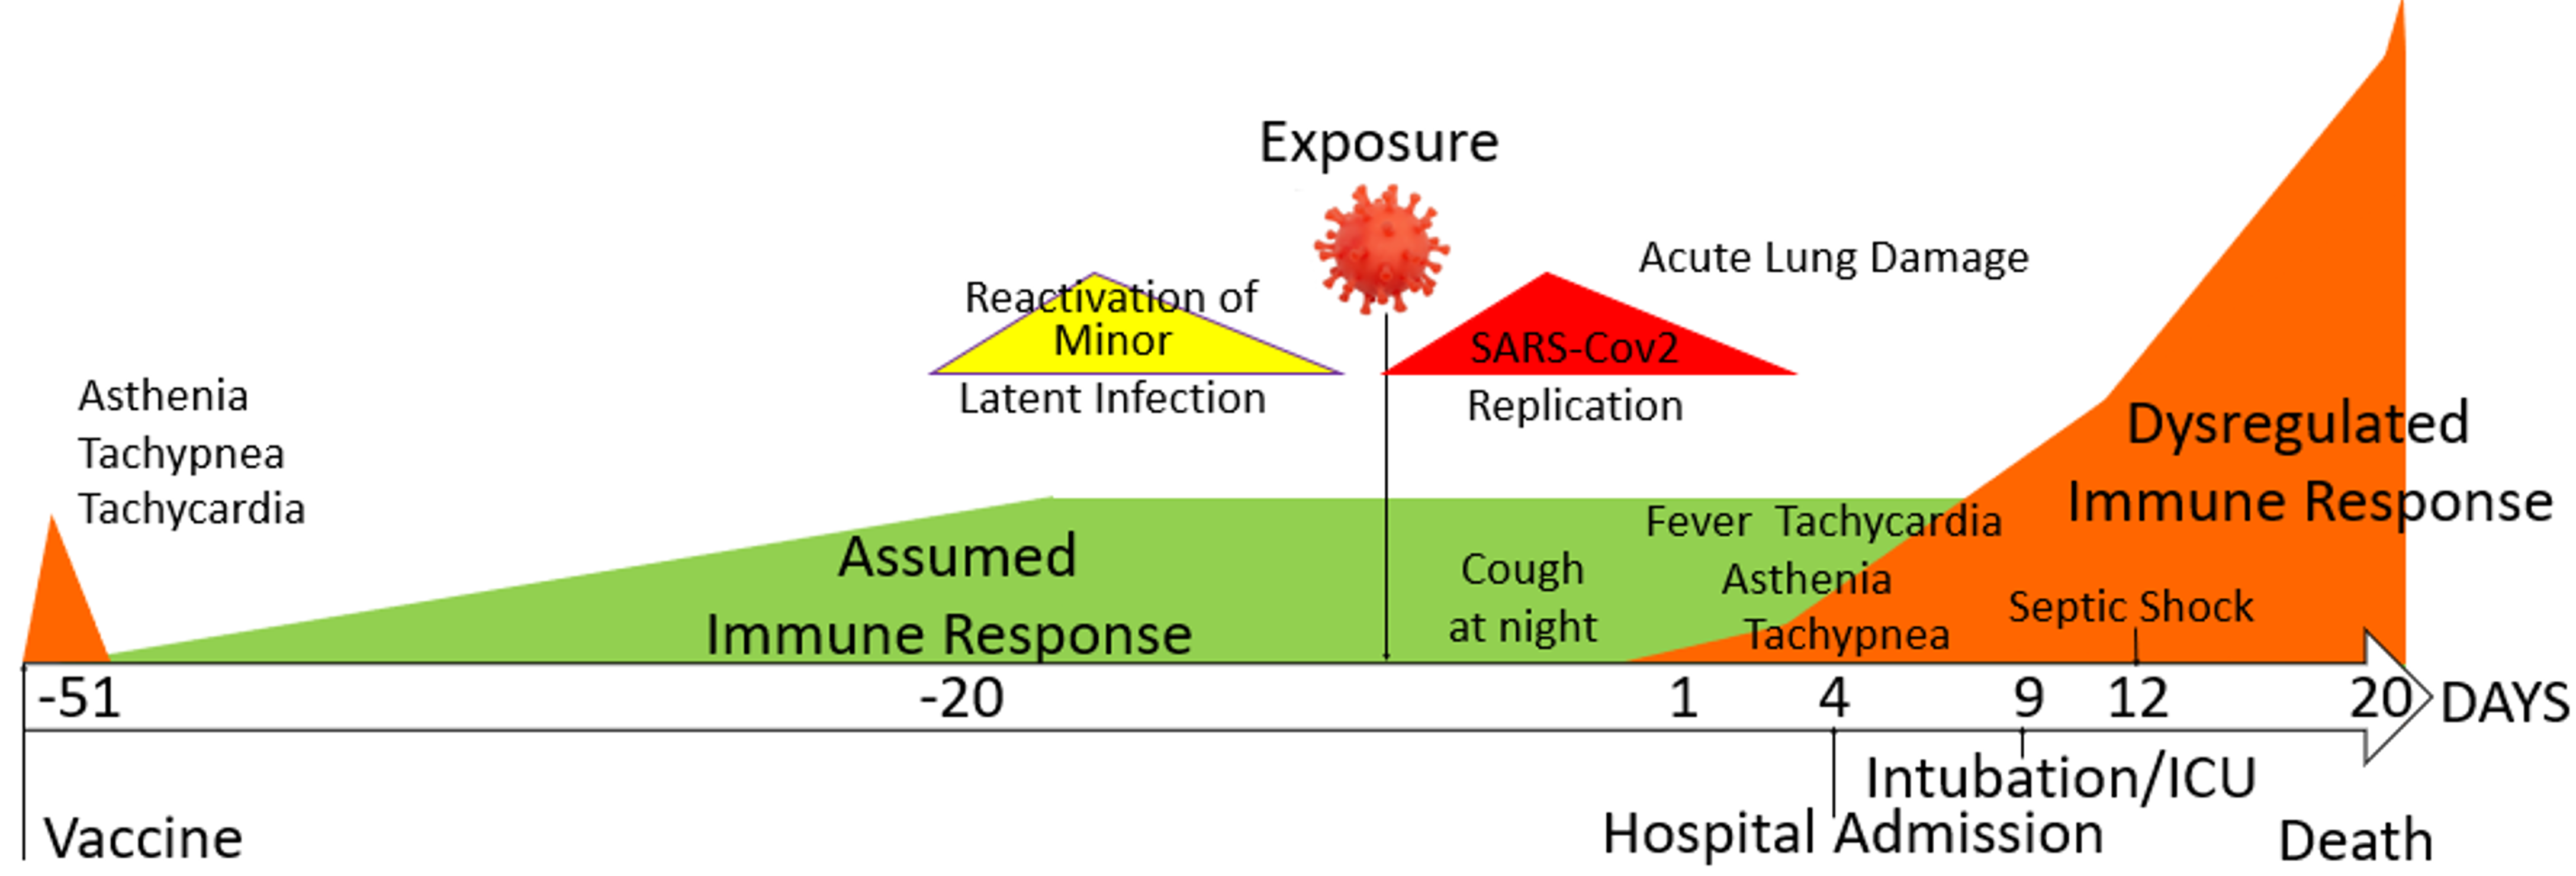 Exposure
Acute Lung Damage
Reactivation of
Minor
Latent Infection
SARS-Cov2
Replication
Asthenia
Tachypnea
Tachycardia
Dysregulated
Immune Response
Assumed
Immune Response
Cough
at night
Fever Tachycardia
Asthenia
Tachypnea
Septic Shock
-51 -20 1 4 9 12 20 DAYS
Intubation/ICU
Vaccine
Hospital Admission
Death